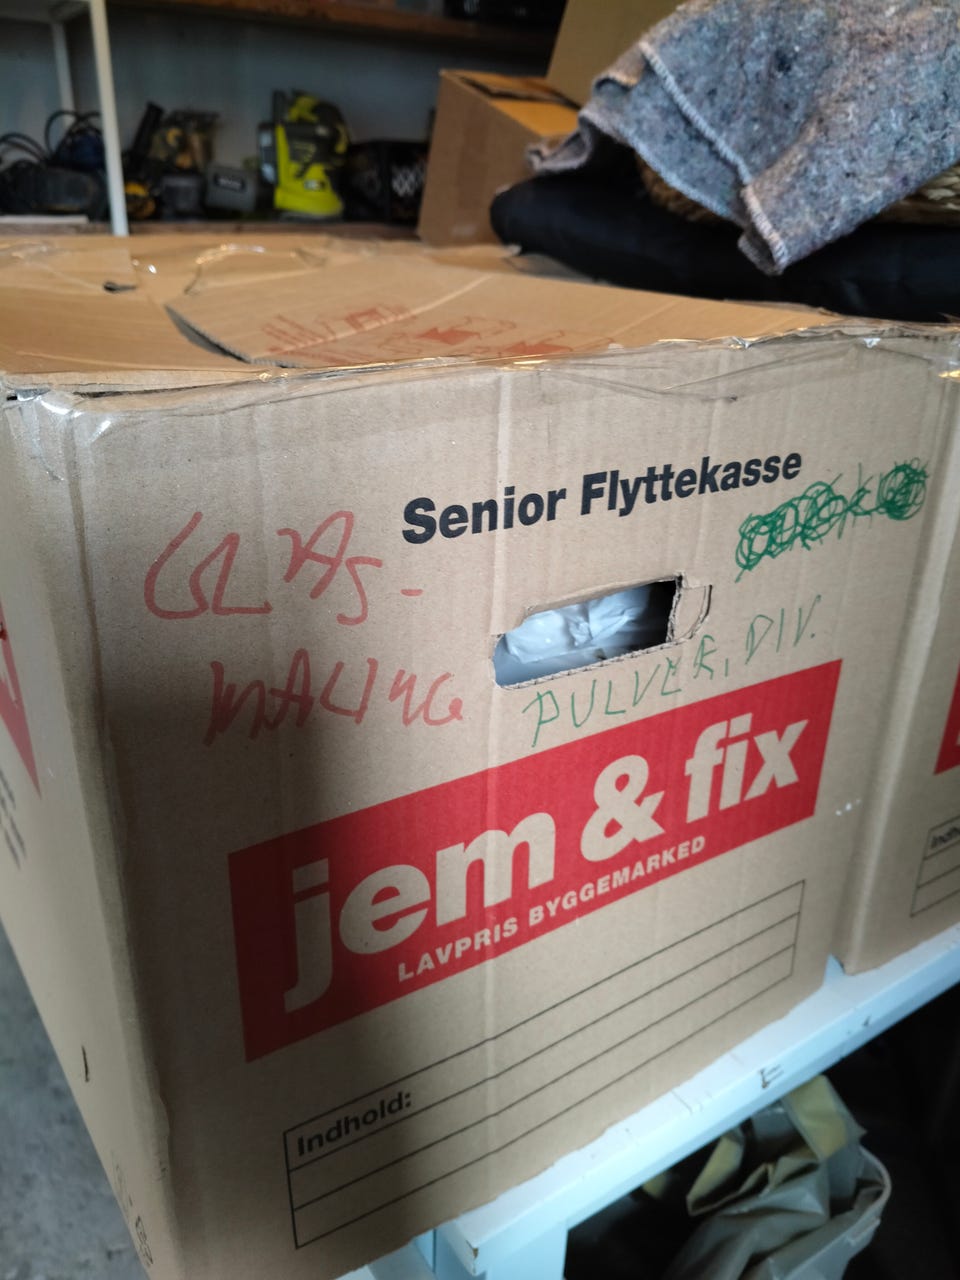 Senior Flyttekasse
GLAS-
MALING
PULVER, DIV.
jem & fix
LAVPRIS BYGGEMARKED
Indhold: